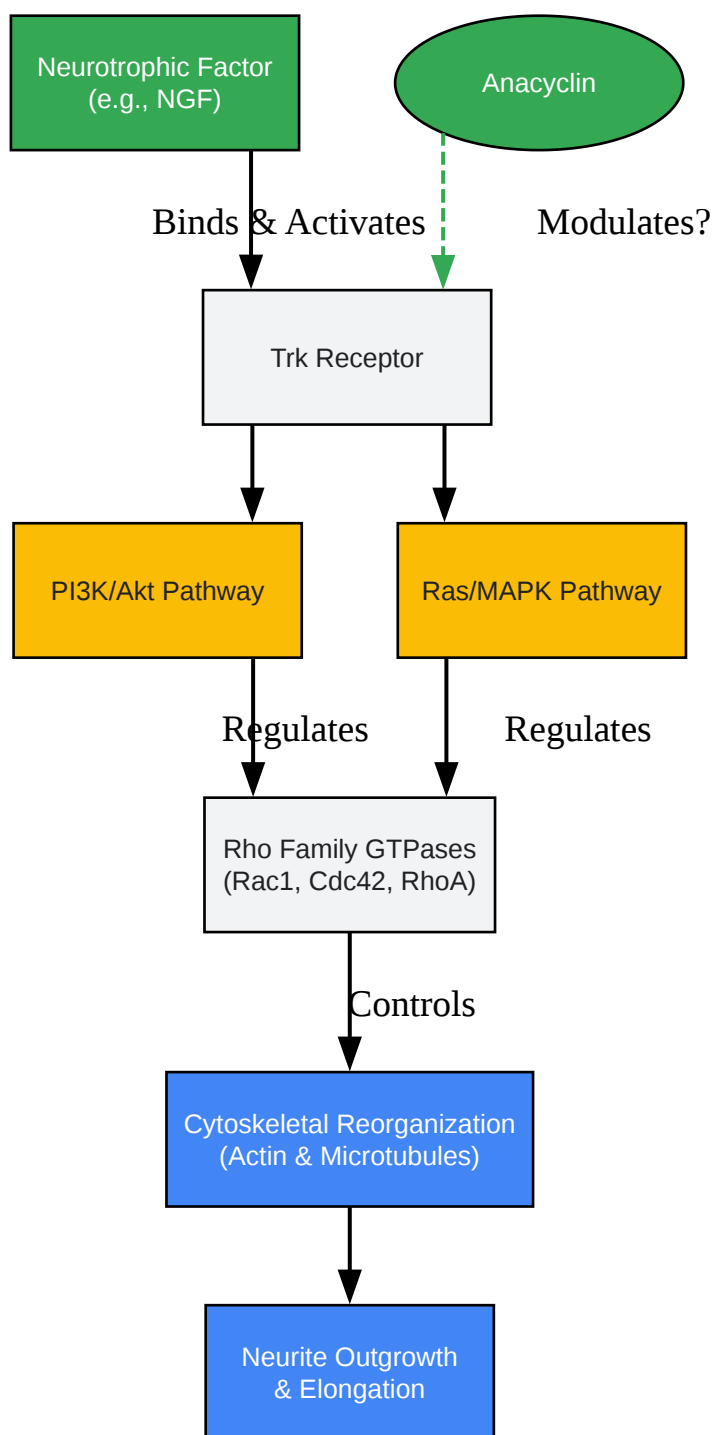 Neurotrophic Factor
(e.g., NGF)
Anacyclin
Binds & Activates
Modulates?
Trk Receptor
PI3K/Akt Pathway
Ras/MAPK Pathway
Regulates
Regulates
Rho Family GTPases
(Rac1, Cdc42, RhoA)
Controls
Cytoskeletal Reorganization
(Actin & Microtubules)
Neurite Outgrowth
& Elongation